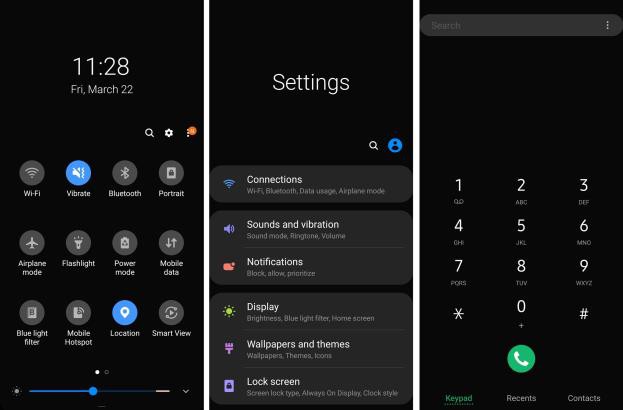 11:28
Fri, March 22
Wi-Fi Vibrate Bluetooth Portrait
Airplane mode Flashlight Power mode Mobile data
Blue light filter Mobile Hotspot Location Smart View
Settings
Connections
Wi-Fi, Bluetooth, Data usage, Airplane mode
Sounds and vibration
Sound mode, Ringtone, Volume
Notifications
Block, allow, prioritize
Display
Brightness, Blue light filter, Home screen
Wallpapers and themes
Wallpapers, Themes, Icons
Lock screen
Screen lock type, Always On Display, Clock style
Search
1 2 3
ABC DEF
4 5 6
GHI JKL MNO
7 8 9
PQRS TUV WXYZ
* 0 #
+
Keypad Recents Contacts